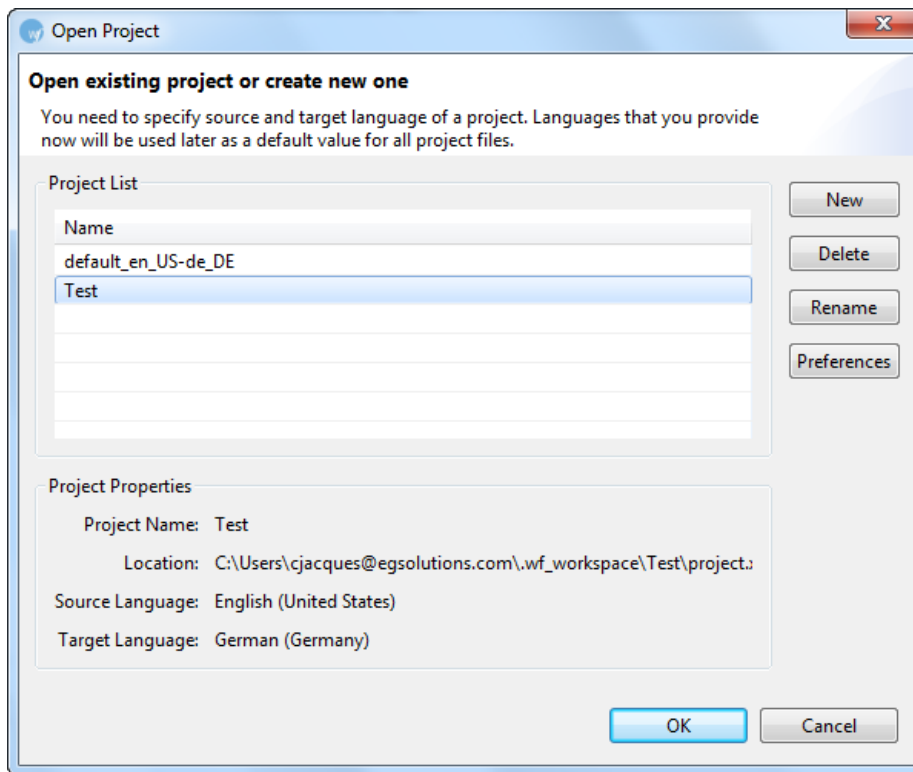 Open Project
Open existing project or create new one
You need to specify source and target language of a project. Languages that you provide
now will be used later as a default value for all project files.
Project List
Name
default_en_US-de_DE
Test
New
Delete
Rename
Preferences
Project Properties
Project Name: Test
Location: C:\Users\cjacques@egsolutions.com\.wf_workspace\Test\project.
Source Language: English (United States)
Target Language: German (Germany)
OK Cancel